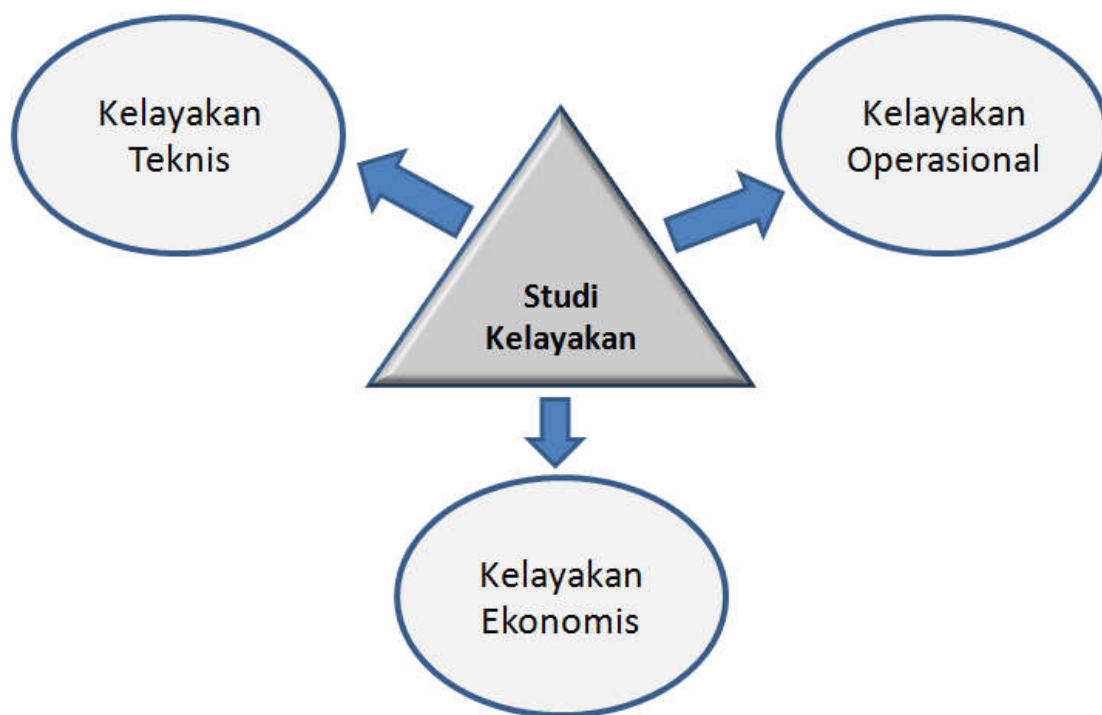 Kelayakan
Teknis
Kelayakan
Operasional
Studi
Kelayakan
Kelayakan
Ekonomis